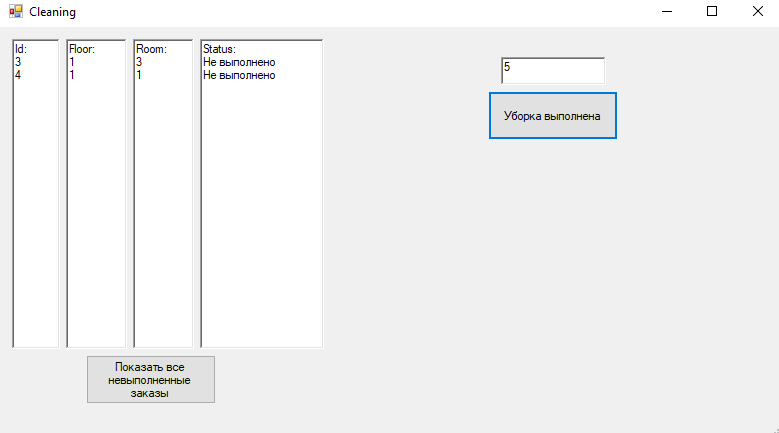 Cleaning
Id:
3
4
Floor:
1
1
Room:
3
1
Status:
Не выполнено
Не выполнено
5
Уборка выполнена
Показать все
невыполненные
заказы